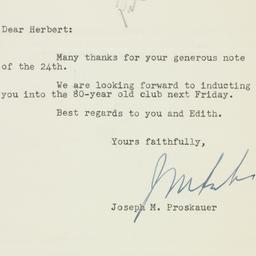 Dear Herbert:
Many thanks for your generous note
of the 24th.
We are looking forward to inducting
you into the 80-year old club next Friday.
Best regards to you and Edith.
Yours faithfully,
Joseph M. Proskauer